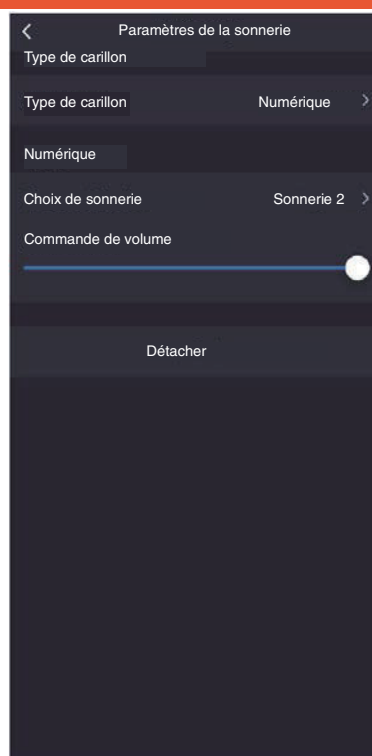 Paramètres de la sonnerie
Type de carillon
Type de carillon Numérique
Numérique
Choix de sonnerie Sonnerie 2
Commande de volume
Détacher